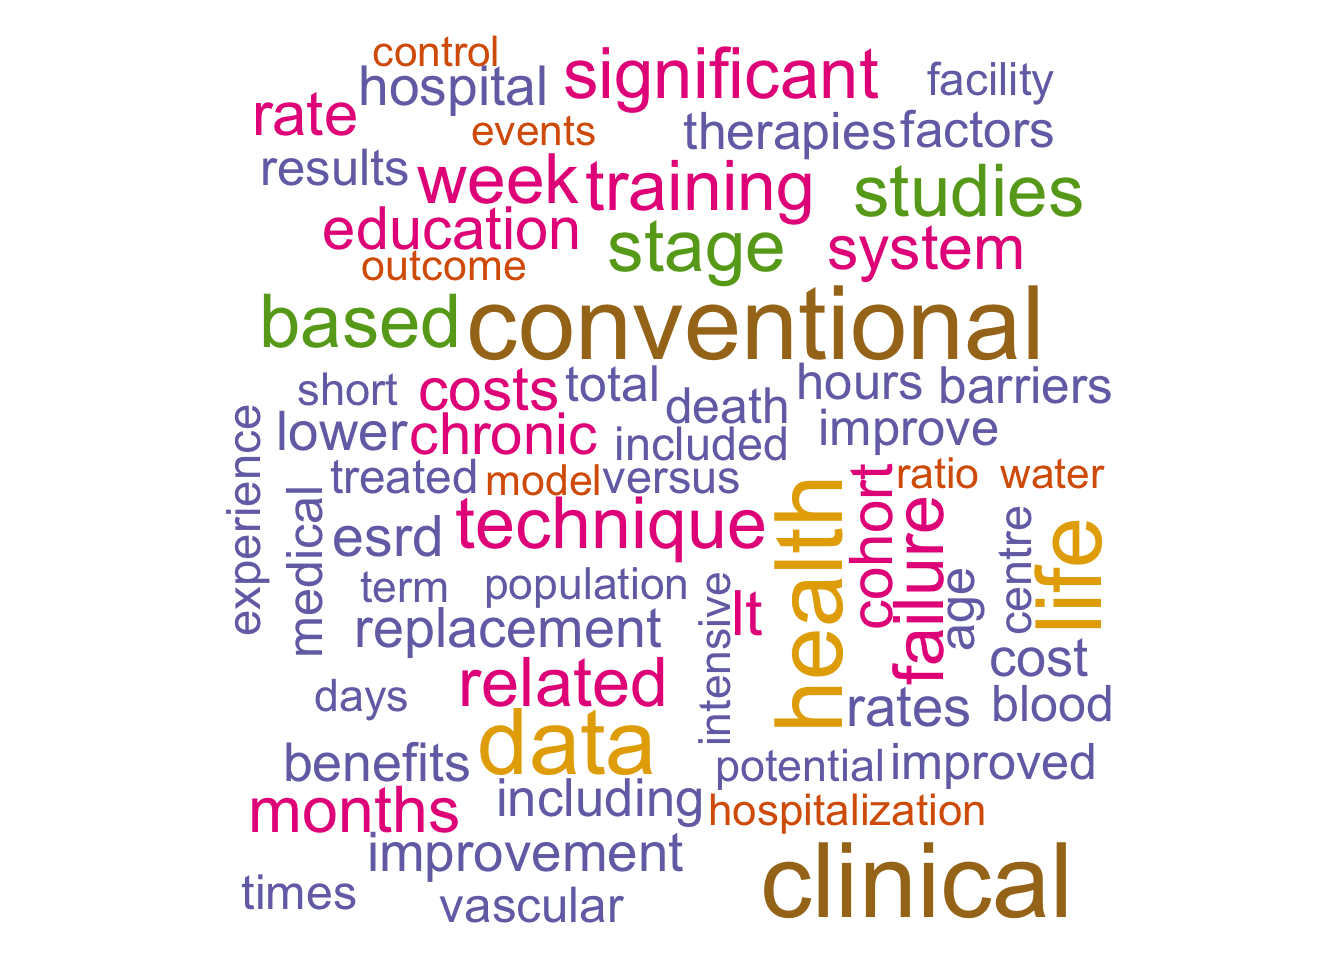 control
hospital
significant
facility
rate
events
therapies
factors
results
week
training
studies
education
stage
system
outcome
based
conventional
short
costs
total
death
hours
barriers
lower
chronic
included
improve
experience
treated
model
versus
health
cohort
ratio
water
medical
esrd
technique
failure
centre
life
term
population
intensive
lt
age
replacement
cost
days
related
rates
blood
benefits
data
potential
improved
months
including
hospitalization
improvement
clinical
times
vascular